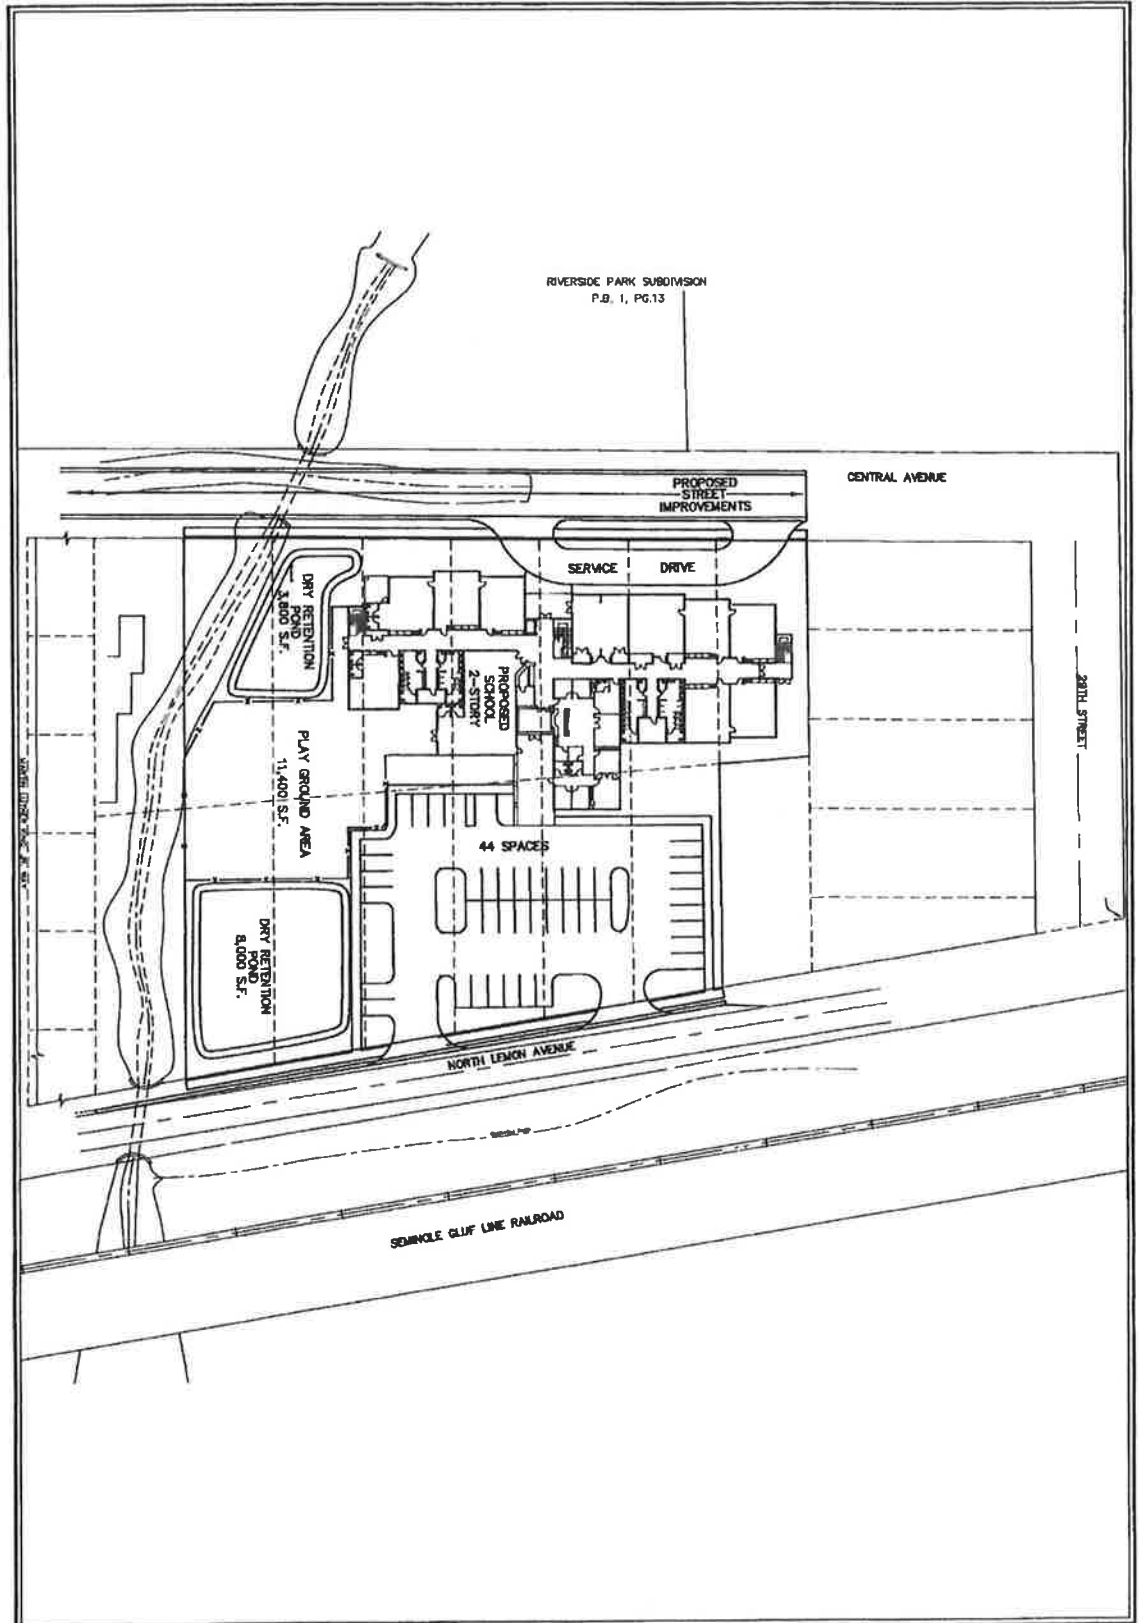 RIVERSIDE PARK SUBDIVISION
P.B. 1, PG.13
CENTRAL AVENUE
PROPOSED
STREET
IMPROVEMENTS
SERVICE DRIVE
DRY RETENTION
POND
3,800 S.F.
PROPOSED
SCHOOL
2-STORY
29TH STREET
PLAY GROUND AREA
11,400 S.F.
44 SPACES
DRY RETENTION
POND
8,000 S.F.
NORTH LEMON AVENUE
SEMINOLE GLUF LINE RAILROAD